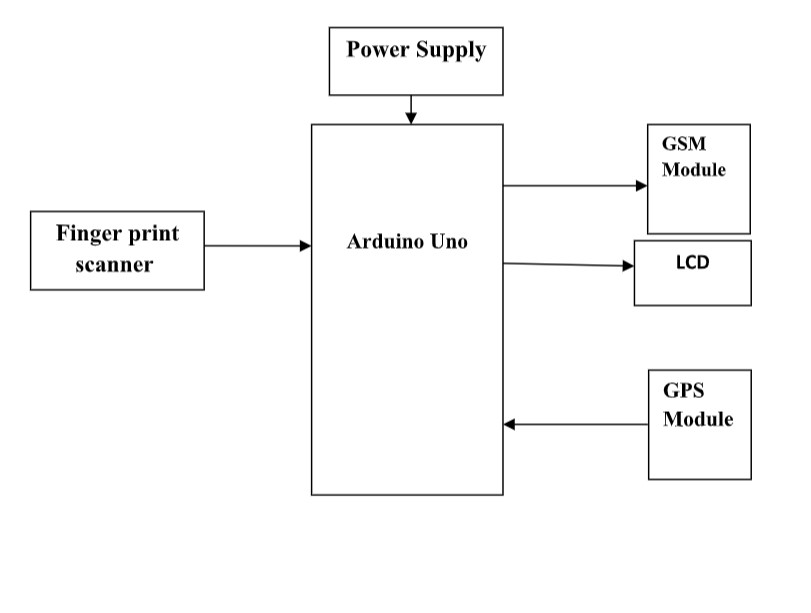 Power Supply
GSM
Module
Finger print
scanner
Arduino Uno
LCD
GPS
Module